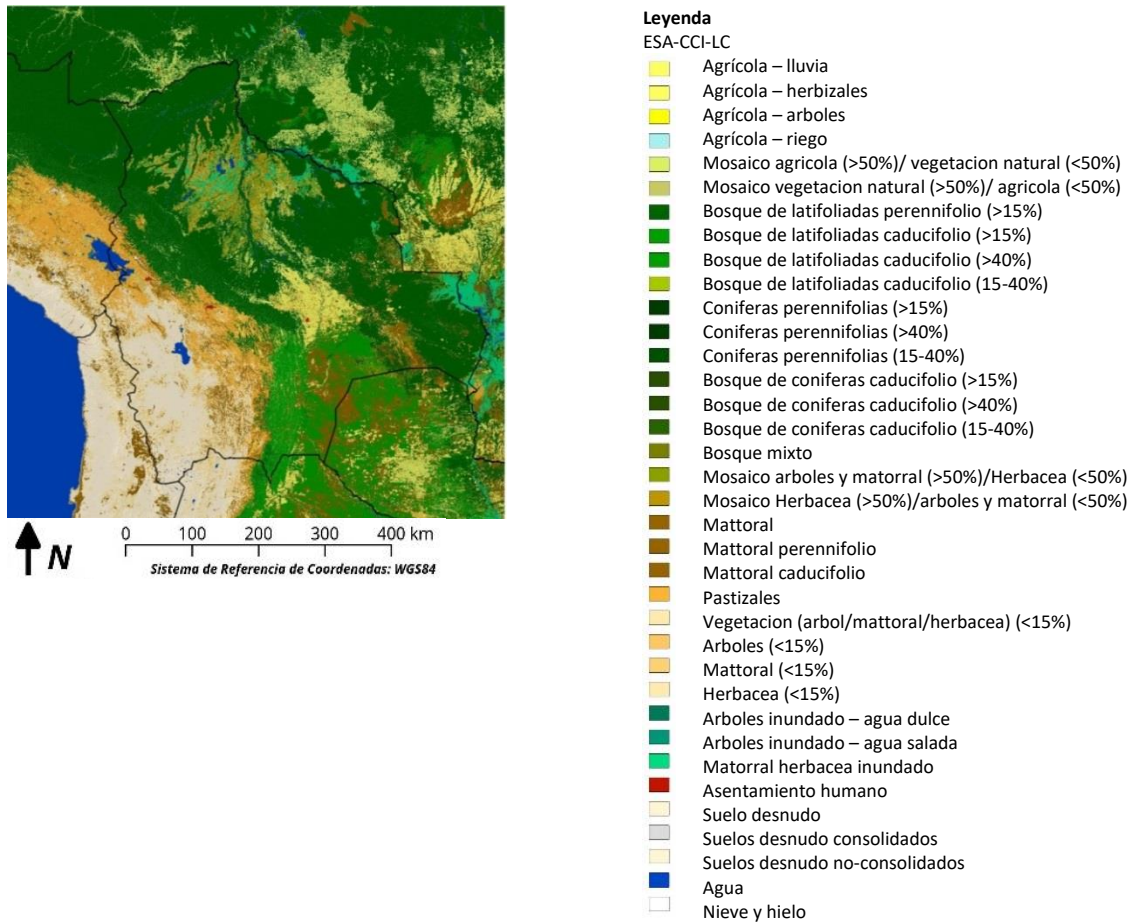 Leyenda
ESA-CCI-LC
Agrícola – lluvia
Agrícola – herbizales
Agrícola – arboles
Agrícola – riego
Mosaico agricola (>50%)/ vegetacion natural (<50%)
Mosaico vegetacion natural (>50%)/ agricola (<50%)
Bosque de latifoliadas perennifolio (>15%)
Bosque de latifoliadas caducifolio (>15%)
Bosque de latifoliadas caducifolio (>40%)
Bosque de latifoliadas caducifolio (15-40%)
Coniferas perennifolias (>15%)
Coniferas perennifolias (>40%)
Coniferas perennifolias (15-40%)
Bosque de coniferas caducifolio (>15%)
Bosque de coniferas caducifolio (>40%)
Bosque de coniferas caducifolio (15-40%)
Bosque mixto
Mosaico arboles y matorral (>50%)/Herbacea (<50%)
Mosaico Herbacea (>50%)/arboles y matorral (<50%)
Mattoral
Mattoral perennifolio
Mattoral caducifolio
Pastizales
Vegetacion (arbol/mattoral/herbacea) (<15%)
Arboles (<15%)
Mattoral (<15%)
Herbacea (<15%)
Arboles inundado – agua dulce
Arboles inundado – agua salada
Matorral herbacea inundado
Asentamiento humano
Suelo desnudo
Suelos desnudo consolidados
Suelos desnudo no-consolidados
Agua
Nieve y hielo
N
0 100 200 300 400 km
Sistema de Referencia de Coordenadas: WGS84